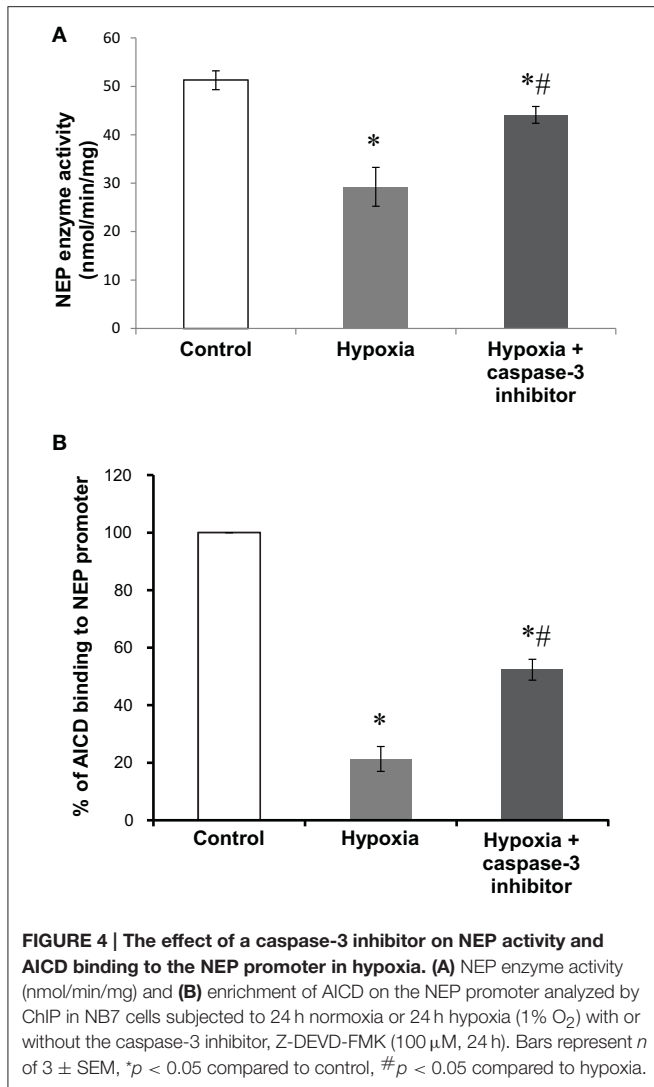 A
NEP enzyme activity
(nmol/min/mg)
60
50
40
30
20
10
0
*
*#
Control
Hypoxia
Hypoxia +
caspase-3
inhibitor
B
% of AICD binding to NEP promoter
120
100
80
60
40
20
0
*
*#
Control
Hypoxia
Hypoxia +
caspase-3
inhibitor
FIGURE 4 | The effect of a caspase-3 inhibitor on NEP activity and
AICD binding to the NEP promoter in hypoxia. (A) NEP enzyme activity
(nmol/min/mg) and (B) enrichment of AICD on the NEP promoter analyzed by
ChIP in NB7 cells subjected to 24 h normoxia or 24 h hypoxia (1% O₂) with or
without the caspase-3 inhibitor, Z-DEVD-FMK (100 μM, 24 h). Bars represent n
of 3 ± SEM, *p < 0.05 compared to control, #p < 0.05 compared to hypoxia.